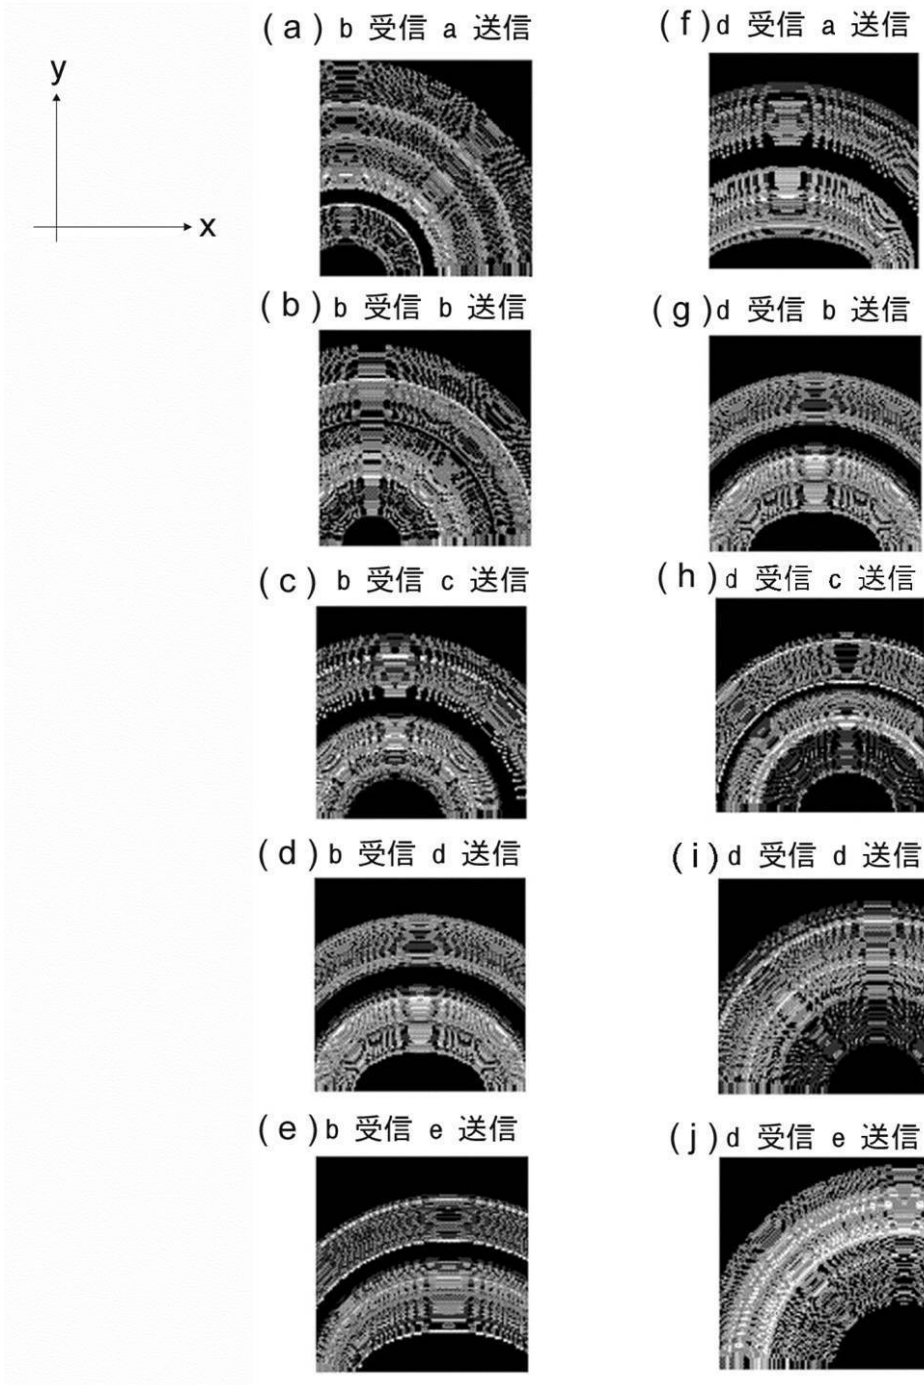 y
x
(a) b 受信 a 送信
(b) b 受信 b 送信
(c) b 受信 c 送信
(d) b 受信 d 送信
(e) b 受信 e 送信
(f) d 受信 a 送信
(g) d 受信 b 送信
(h) d 受信 c 送信
(i) d 受信 d 送信
(j) d 受信 e 送信